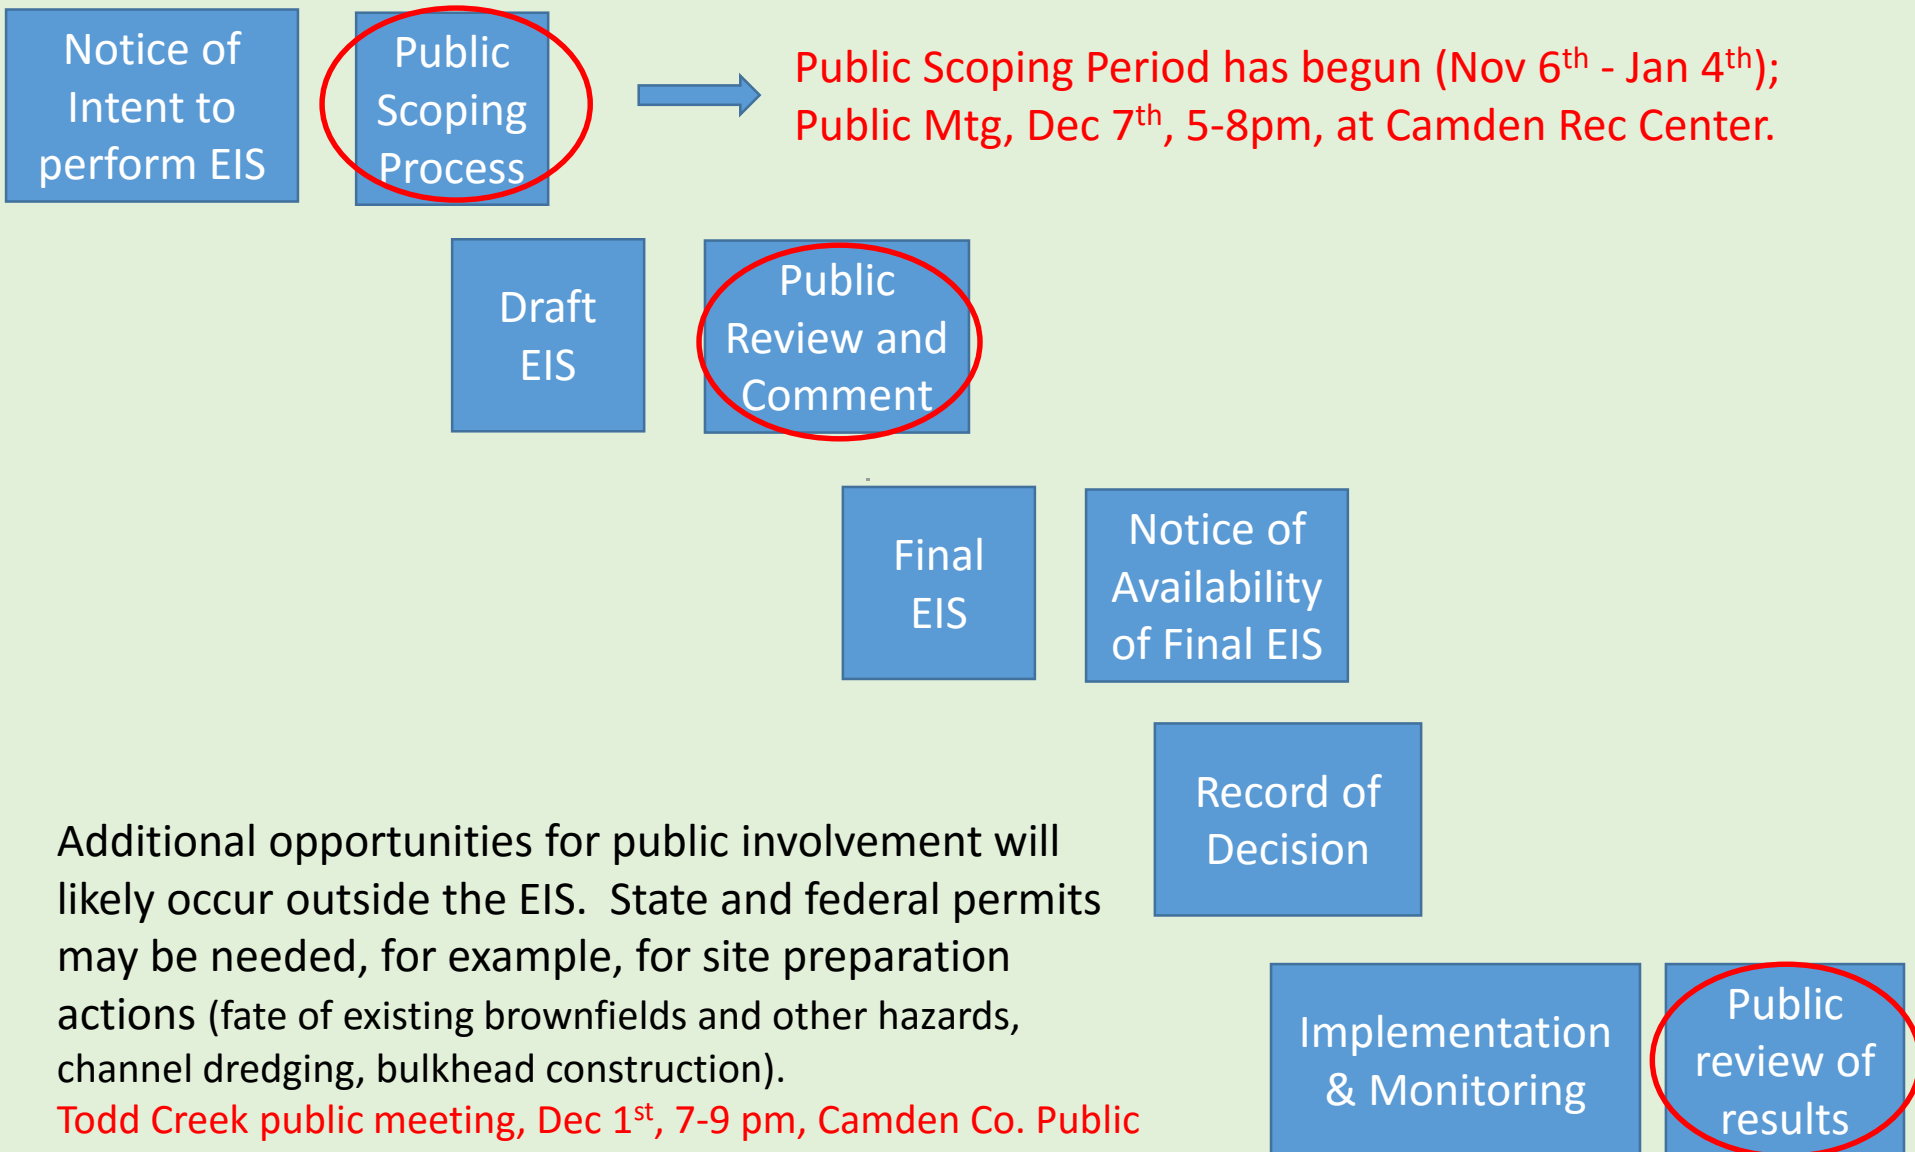 Notice of
Intent to
perform EIS
Public
Scoping
Process
Public Scoping Period has begun (Nov 6th - Jan 4th);
Public Mtg, Dec 7th, 5-8pm, at Camden Rec Center.
Draft
EIS
Public
Review and
Comment
Final
EIS
Notice of
Availability
of Final EIS
Record of
Decision
Additional opportunities for public involvement will
likely occur outside the EIS.  State and federal permits
may be needed, for example, for site preparation
actions (fate of existing brownfields and other hazards,
channel dredging, bulkhead construction).
Todd Creek public meeting, Dec 1st, 7-9 pm, Camden Co. Public
Implementation
& Monitoring
Public
review of
results